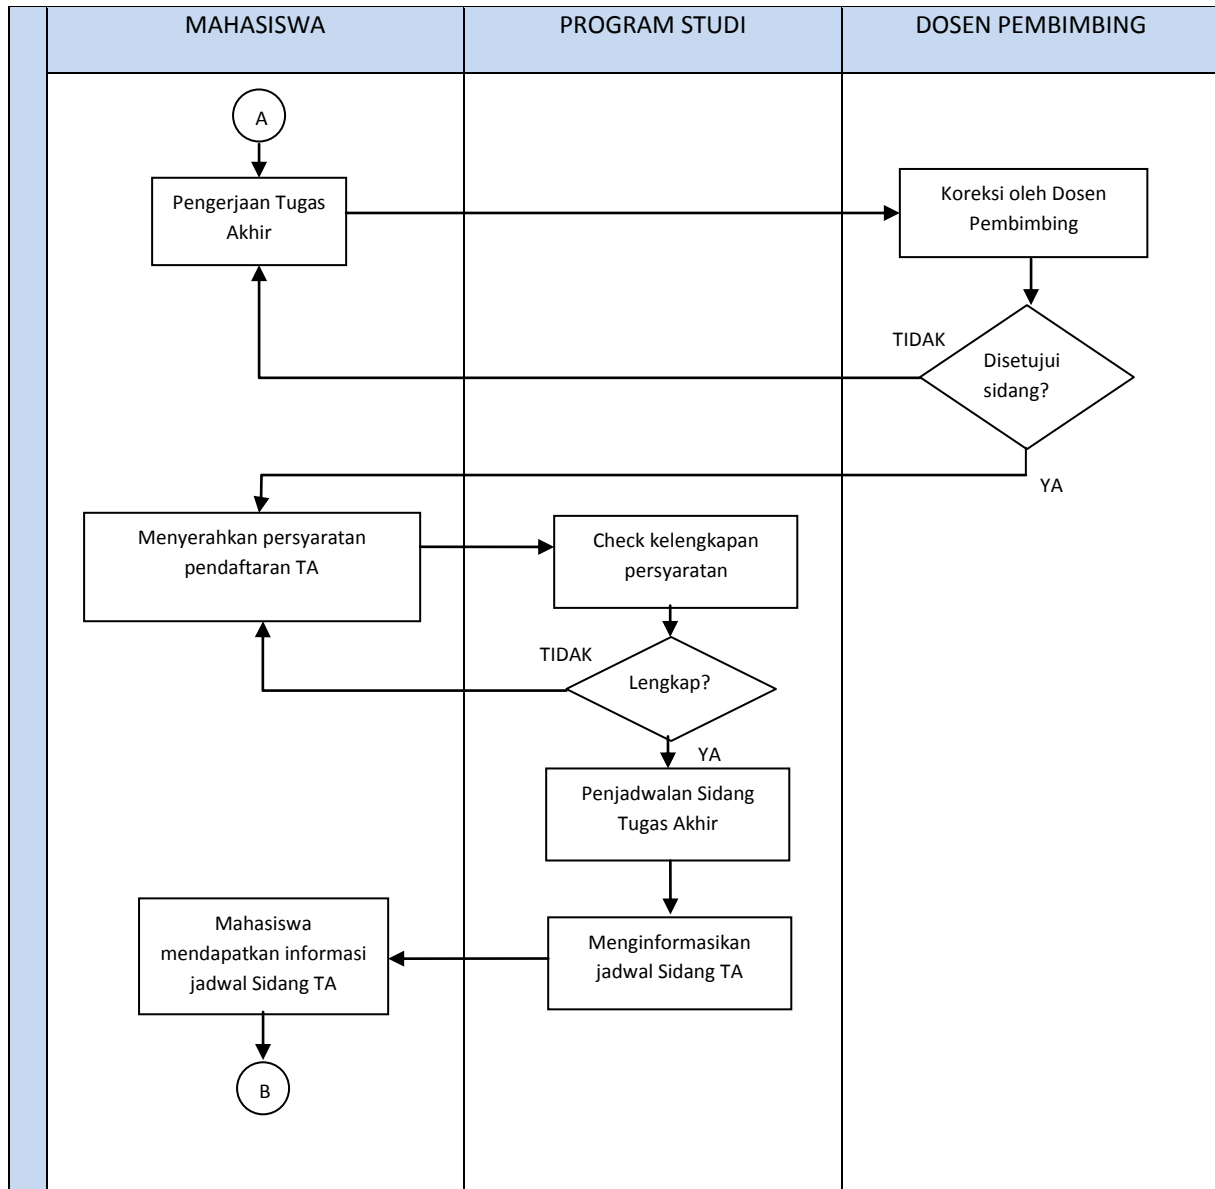 MAHASISWA
PROGRAM STUDI
DOSEN PEMBIMBING
A
Pengerjaan Tugas
Akhir
Koreksi oleh Dosen
Pembimbing
TIDAK
Disetujui
sidang?
YA
Menyerahkan persyaratan
pendaftaran TA
Check kelengkapan
persyaratan
TIDAK
Lengkap?
YA
Penjadwalan Sidang
Tugas Akhir
Mahasiswa
mendapatkan informasi
jadwal Sidang TA
Menginformasikan
jadwal Sidang TA
B